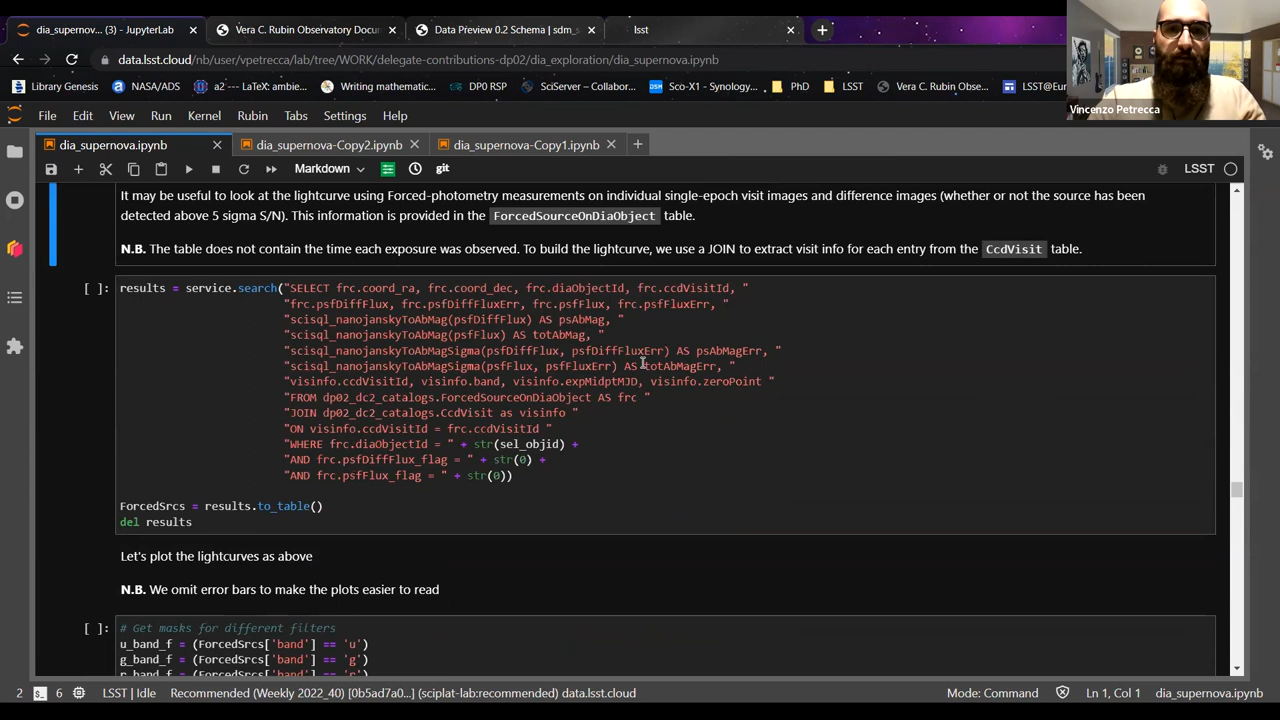 dia_supernova... (3) - JupyterLab
Vera C. Rubin Observatory Docu
Data Preview 0.2 Schema | sdm_s
lsst
data.lsst.cloud/nb/user/vpetrecca/lab/tree/WORK/delegate-contributions-dp02/dia_exploration/dia_supernova.ipynb
Library Genesis
NASA/ADS
a2 --- LaTeX: ambie...
Writing mathematic...
DP0 RSP
SciServer – Collabor...
Sco-X1 - Synology...
PhD
LSST
Vera C. Rubin Obse...
LSST@Eur
Vincenzo Petrecca
File Edit View Run Kernel Rubin Tabs Settings Help
dia_supernova.ipynb
dia_supernova-Copy2.ipynb
dia_supernova-Copy1.ipynb
Markdown
git
LSST
It may be useful to look at the lightcurve using Forced-photometry measurements on individual single-epoch visit images and difference images (whether or not the source has been
detected above 5 sigma S/N). This information is provided in the ForcedSourceOnDiaObject table.
N.B. The table does not contain the time each exposure was observed. To build the lightcurve, we use a JOIN to extract visit info for each entry from the CcdVisit table.
[ ]: results = service.search("SELECT frc.coord_ra, frc.coord_dec, frc.diaObjectId, frc.ccdVisitId, "
"frc.psfDiffFlux, frc.psfDiffFluxErr, frc.psfFlux, frc.psfFluxErr, "
"scisql_nanojanskyToAbMag(psfDiffFlux) AS psAbMag, "
"scisql_nanojanskyToAbMag(psfFlux) AS totAbMag, "
"scisql_nanojanskyToAbMagSigma(psfDiffFlux, psfDiffFluxErr) AS psAbMagErr, "
"scisql_nanojanskyToAbMagSigma(psfFlux, psfFluxErr) AS totAbMagErr, "
"visinfo.ccdVisitId, visinfo.band, visinfo.expMidptMJD, visinfo.zeroPoint "
"FROM dp02_dc2_catalogs.ForcedSourceOnDiaObject AS frc "
"JOIN dp02_dc2_catalogs.CcdVisit as visinfo "
"ON visinfo.ccdVisitId = frc.ccdVisitId "
"WHERE frc.diaObjectId = " + str(sel_objid) +
"AND frc.psfDiffFlux_flag = " + str(0) +
"AND frc.psfFlux_flag = " + str(0))
ForcedSrcs = results.to_table()
del results
Let's plot the lightcurves as above
N.B. We omit error bars to make the plots easier to read
[ ]: # Get masks for different filters
u_band_f = (ForcedSrcs['band'] == 'u')
g_band_f = (ForcedSrcs['band'] == 'g')
r_band_f = (ForcedSrcs['band'] == 'r')
2
6
LSST | Idle
Recommended (Weekly 2022_40) [0b5ad7a0...] (sciplat-lab:recommended) data.lsst.cloud
Mode: Command
Ln 1, Col 1
dia_supernova.ipynb